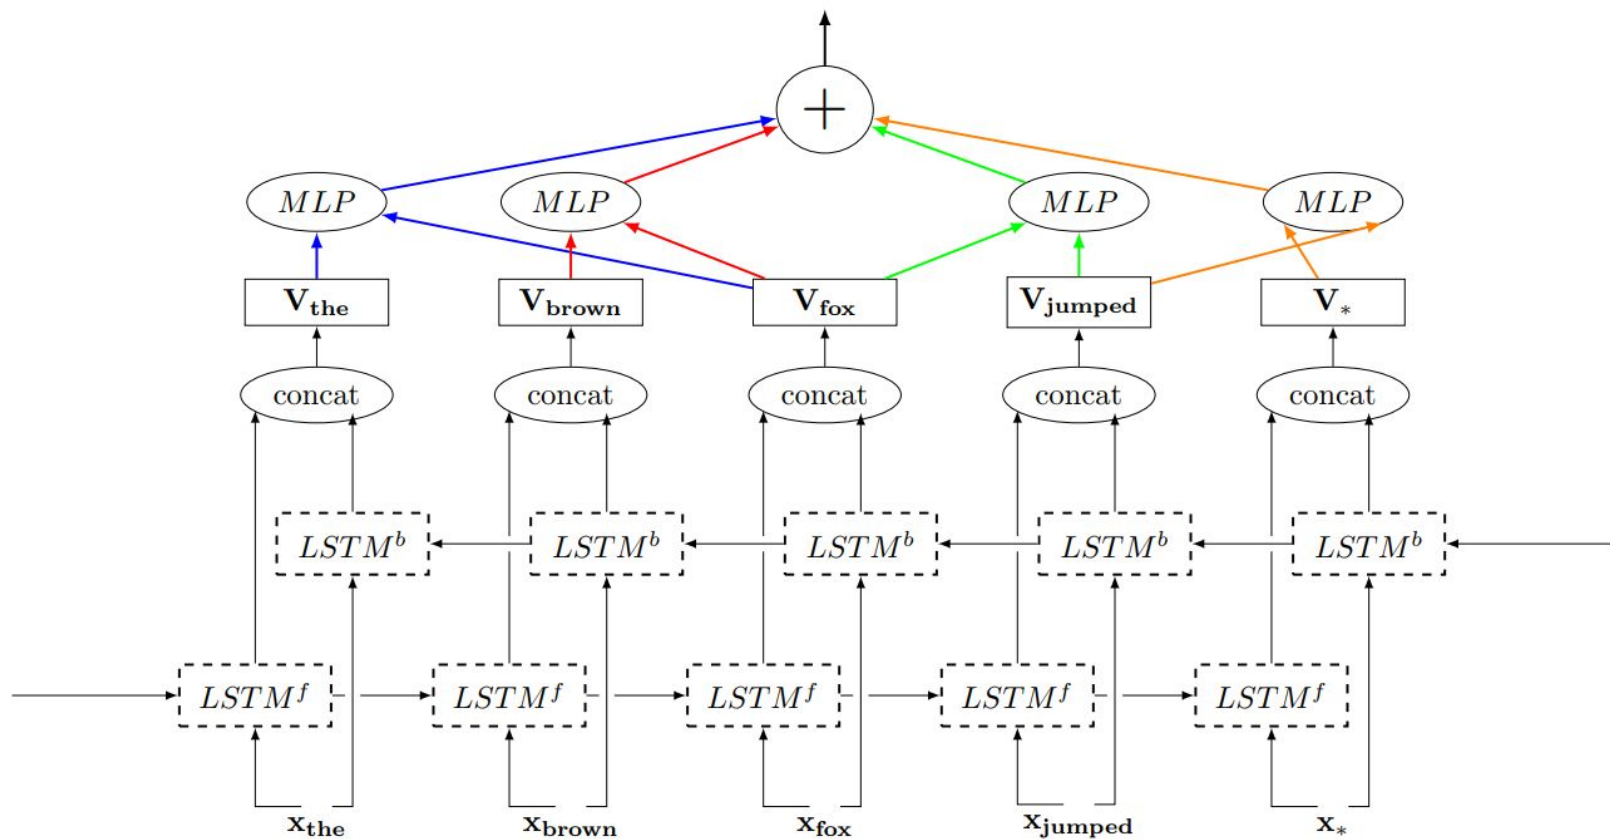 +
MLP MLP MLP MLP
V_the V_brown V_fox V_jumped V_*
concat concat concat concat concat
LSTM^b LSTM^b LSTM^b LSTM^b LSTM^b
LSTM^f LSTM^f LSTM^f LSTM^f LSTM^f
x_the x_brown x_fox x_jumped x_*